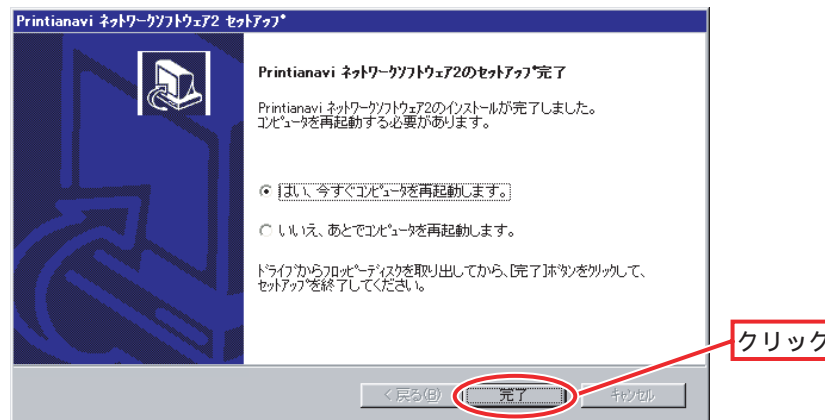 Printianavi ﾈｯﾄﾜｰｸｿﾌﾄｳｪｱ2 ｾｯﾄｱｯﾌﾟ
Printianavi ﾈｯﾄﾜｰｸｿﾌﾄｳｪｱ2のｾｯﾄｱｯﾌﾟ完了
Printianavi ﾈｯﾄﾜｰｸｿﾌﾄｳｪｱ2のｲﾝｽﾄｰﾙが完了しました。
ｺﾝﾋﾟｭｰﾀを再起動する必要があります。
はい、今すぐｺﾝﾋﾟｭｰﾀを再起動します。
いいえ、あとでｺﾝﾋﾟｭｰﾀを再起動します。
ﾄﾞﾗｲﾌﾞからﾌﾛｯﾋﾟｰﾃﾞｨｽｸを取り出してから、[完了]ﾎﾞﾀﾝをｸﾘｯｸして、
ｾｯﾄｱｯﾌﾟを終了してください。
クリック
< 戻る(B)
完了
ｷｬﾝｾﾙ